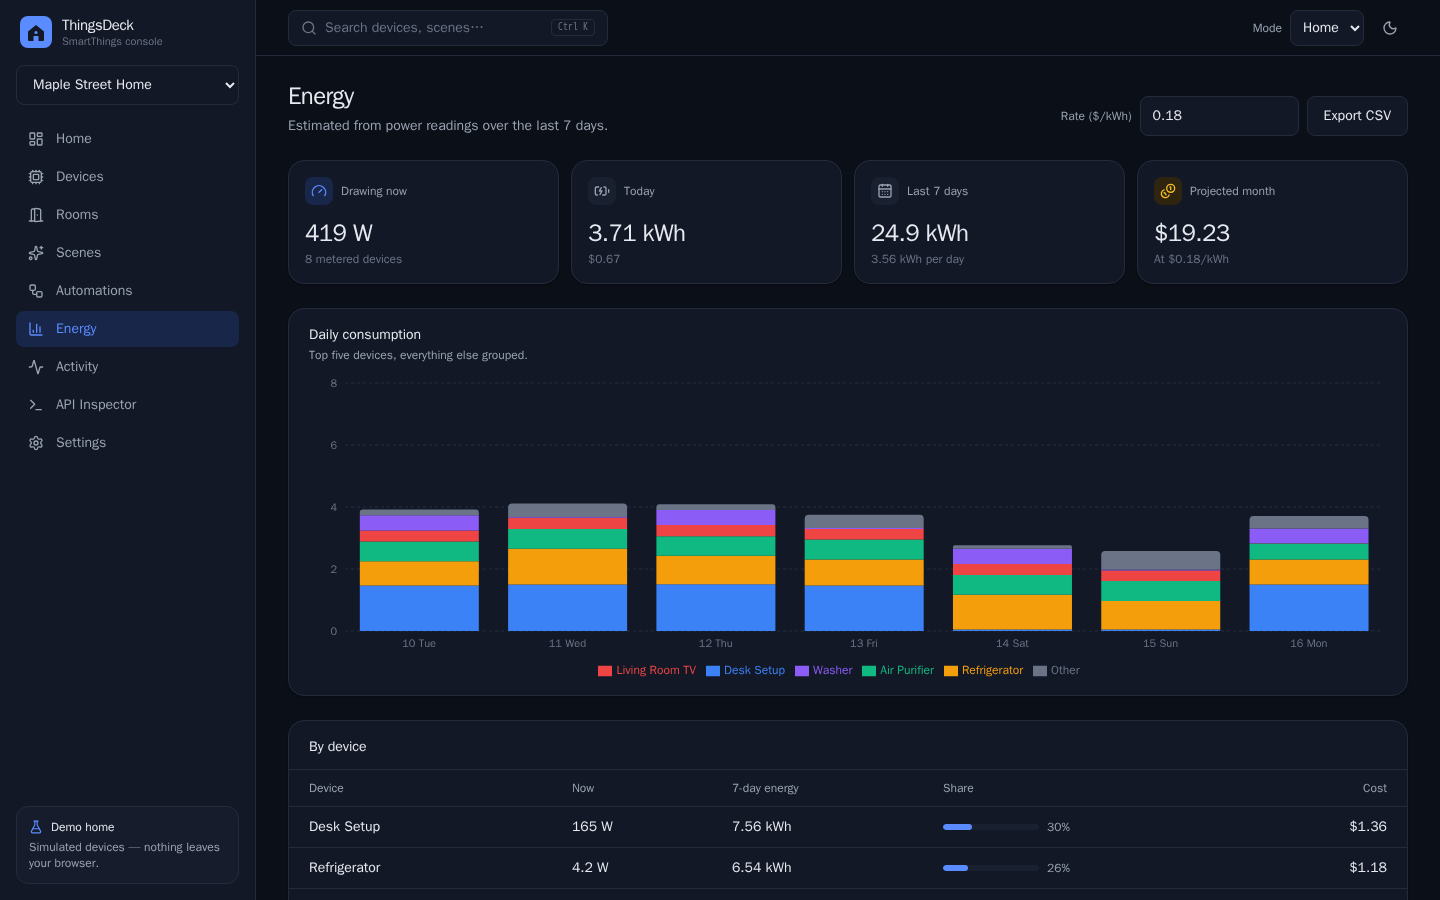 ThingsDeck
SmartThings console
Maple Street Home
Home
Devices
Rooms
Scenes
Automations
Energy
Activity
API Inspector
Settings
Demo home
Simulated devices — nothing leaves
your browser.
Search devices, scenes…
Ctrl K
Mode
Home
Energy
Estimated from power readings over the last 7 days.
Rate ($/kWh)
0.18
Export CSV
Drawing now
419 W
8 metered devices
Today
3.71 kWh
$0.67
Last 7 days
24.9 kWh
3.56 kWh per day
Projected month
$19.23
At $0.18/kWh
Daily consumption
Top five devices, everything else grouped.
8
6
4
2
0
10 Tue 11 Wed 12 Thu 13 Fri 14 Sat 15 Sun 16 Mon
Living Room TV Desk Setup Washer Air Purifier Refrigerator Other
By device
Device Now 7-day energy Share Cost
Desk Setup 165 W 7.56 kWh 30% $1.36
Refrigerator 4.2 W 6.54 kWh 26% $1.18